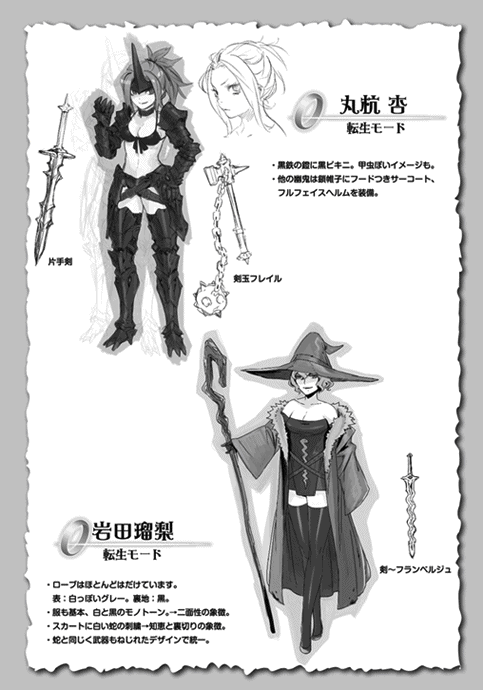 丸杭 杏
転生モード
・黒鉄の鎧に黒ビキニ。甲虫ぽいイメージも。
・他の幽鬼は鎖帷子にフードつきサーコート、
フルフェイスヘルムを装備。
片手剣
剣玉フレイル
岩田瑠梨
転生モード
・ローブはほとんどはだけています。
表：白っぽいグレー。裏地：黒。
・服も基本、白と黒のモノトーン。→二面性の象徴。
・スカートに白い蛇の刺繍→知恵と裏切りの象徴。
・蛇と同じく武器もねじれたデザインで統一。
剣〜フランベルジュ